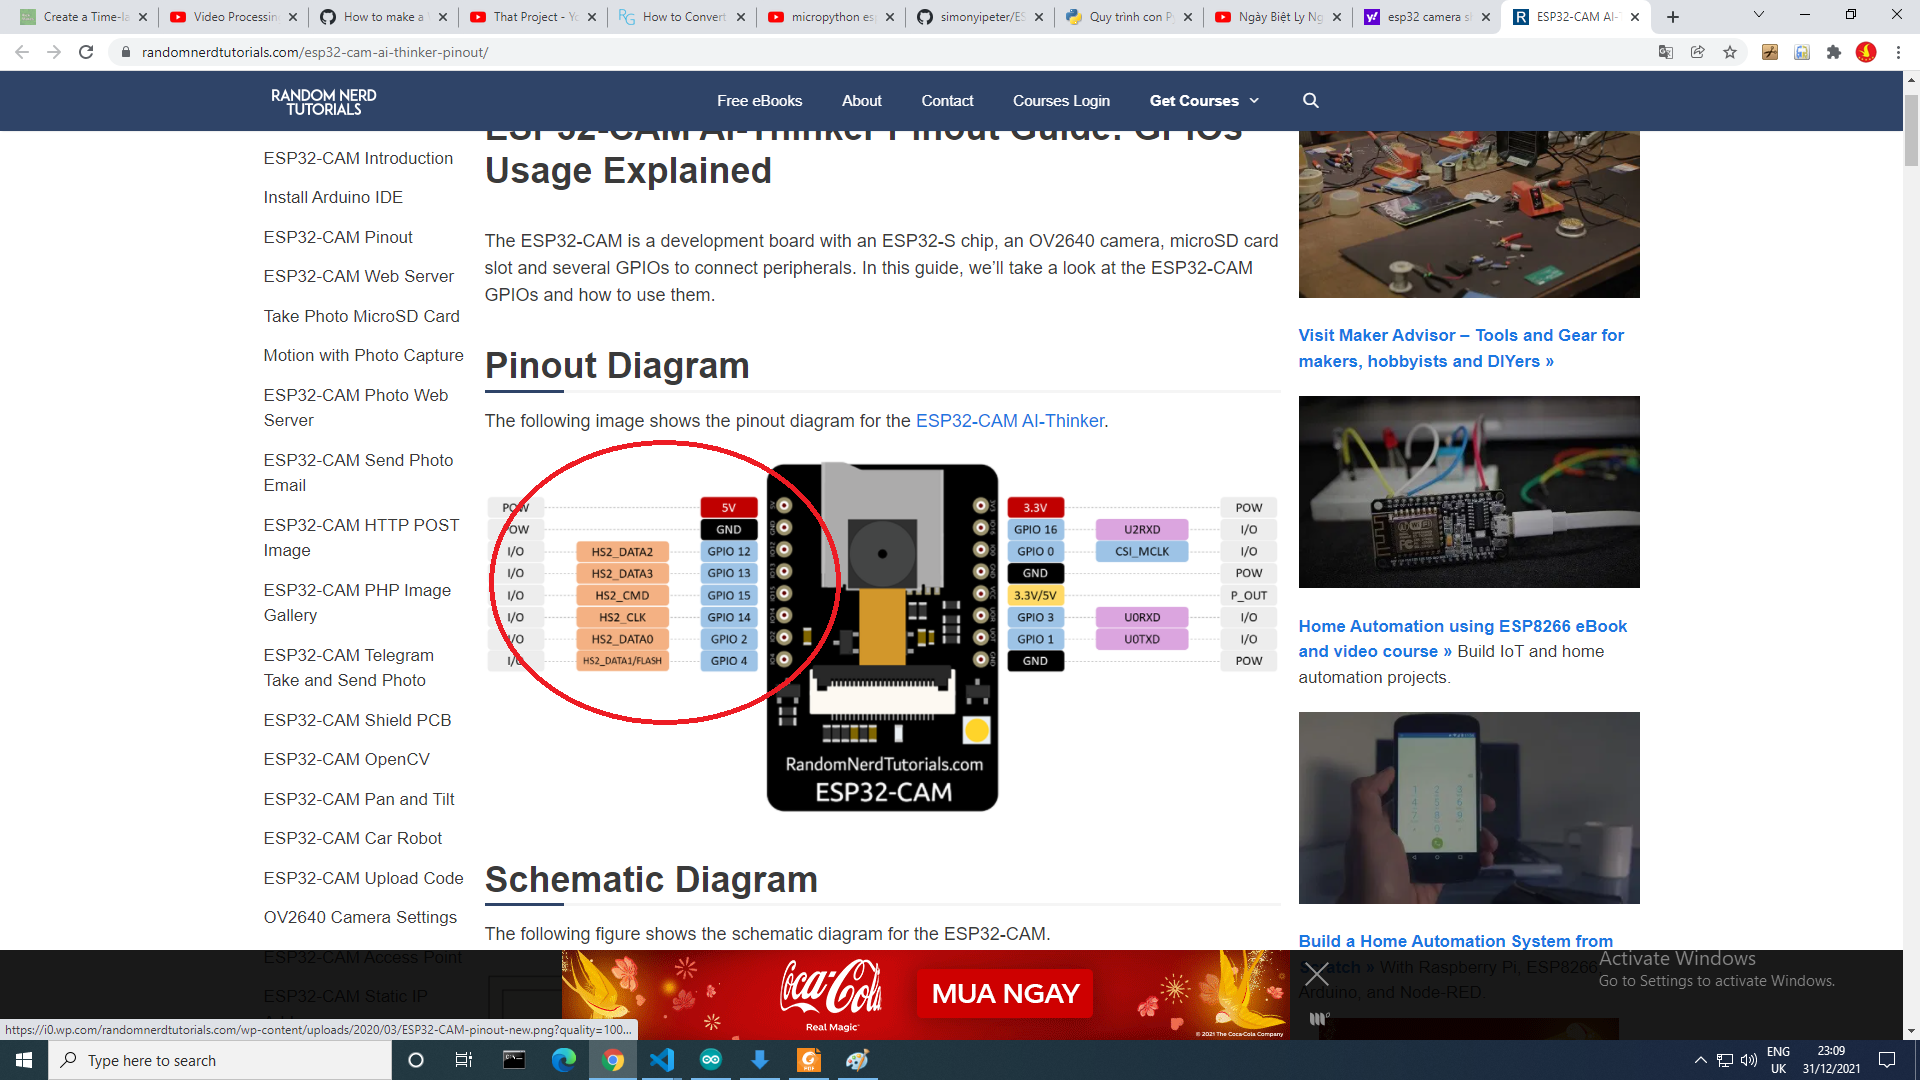 Create a Time-la
Video Processin
How to make a
That Project - Yo
How to Convert
micropython esp
simonyipeter/ES
Quy trình con P
Ngày Biệt Ly Ng
esp32 camera s
ESP32-CAM AI-T
randomnerdtutorials.com/esp32-cam-ai-thinker-pinout/
RANDOM NERD
TUTORIALS
Free eBooks
About
Contact
Courses Login
Get Courses
ESP32-CAM Introduction
Install Arduino IDE
ESP32-CAM Pinout
ESP32-CAM Web Server
Take Photo MicroSD Card
Motion with Photo Capture
ESP32-CAM Photo Web
Server
ESP32-CAM Send Photo
Email
ESP32-CAM HTTP POST
Image
ESP32-CAM PHP Image
Gallery
ESP32-CAM Telegram
Take and Send Photo
ESP32-CAM Shield PCB
ESP32-CAM OpenCV
ESP32-CAM Pan and Tilt
ESP32-CAM Car Robot
ESP32-CAM Upload Code
OV2640 Camera Settings
ESP32-CAM Access Point
ESP32-CAM Static IP
ESP32-CAM AI-Thinker Pinout Guide: GPIOs
Usage Explained
The ESP32-CAM is a development board with an ESP32-S chip, an OV2640 camera, microSD card
slot and several GPIOs to connect peripherals. In this guide, we'll take a look at the ESP32-CAM
GPIOs and how to use them.
Pinout Diagram
The following image shows the pinout diagram for the ESP32-CAM AI-Thinker.
POW 5V 3.3V POW
POW GND GPIO 16 U2RXD I/O
I/O HS2_DATA2 GPIO 12 GPIO 0 CSI_MCLK I/O
I/O HS2_DATA3 GPIO 13 GND POW
I/O HS2_CMD GPIO 15 3.3V/5V P_OUT
I/O HS2_CLK GPIO 14 GPIO 3 U0RXD I/O
I/O HS2_DATA0 GPIO 2 GPIO 1 U0TXD I/O
I/O HS2_DATA1/FLASH GPIO 4 GND POW
RandomNerdTutorials.com
ESP32-CAM
Schematic Diagram
The following figure shows the schematic diagram for the ESP32-CAM.
Visit Maker Advisor – Tools and Gear for
makers, hobbyists and DIYers »
Home Automation using ESP8266 eBook
and video course » Build IoT and home
automation projects.
Build a Home Automation System from
Scratch » With Raspberry Pi, ESP8266,
Arduino, and Node-RED.
Activate Windows
Go to Settings to activate Windows.
Coca-Cola
Real Magic™
MUA NGAY
© 2021 The Coca-Cola Company
https://i0.wp.com/randomnerdtutorials.com/wp-content/uploads/2020/03/ESP32-CAM-pinout-new.png?quality=100...
Type here to search
ENG
UK
23:09
31/12/2021